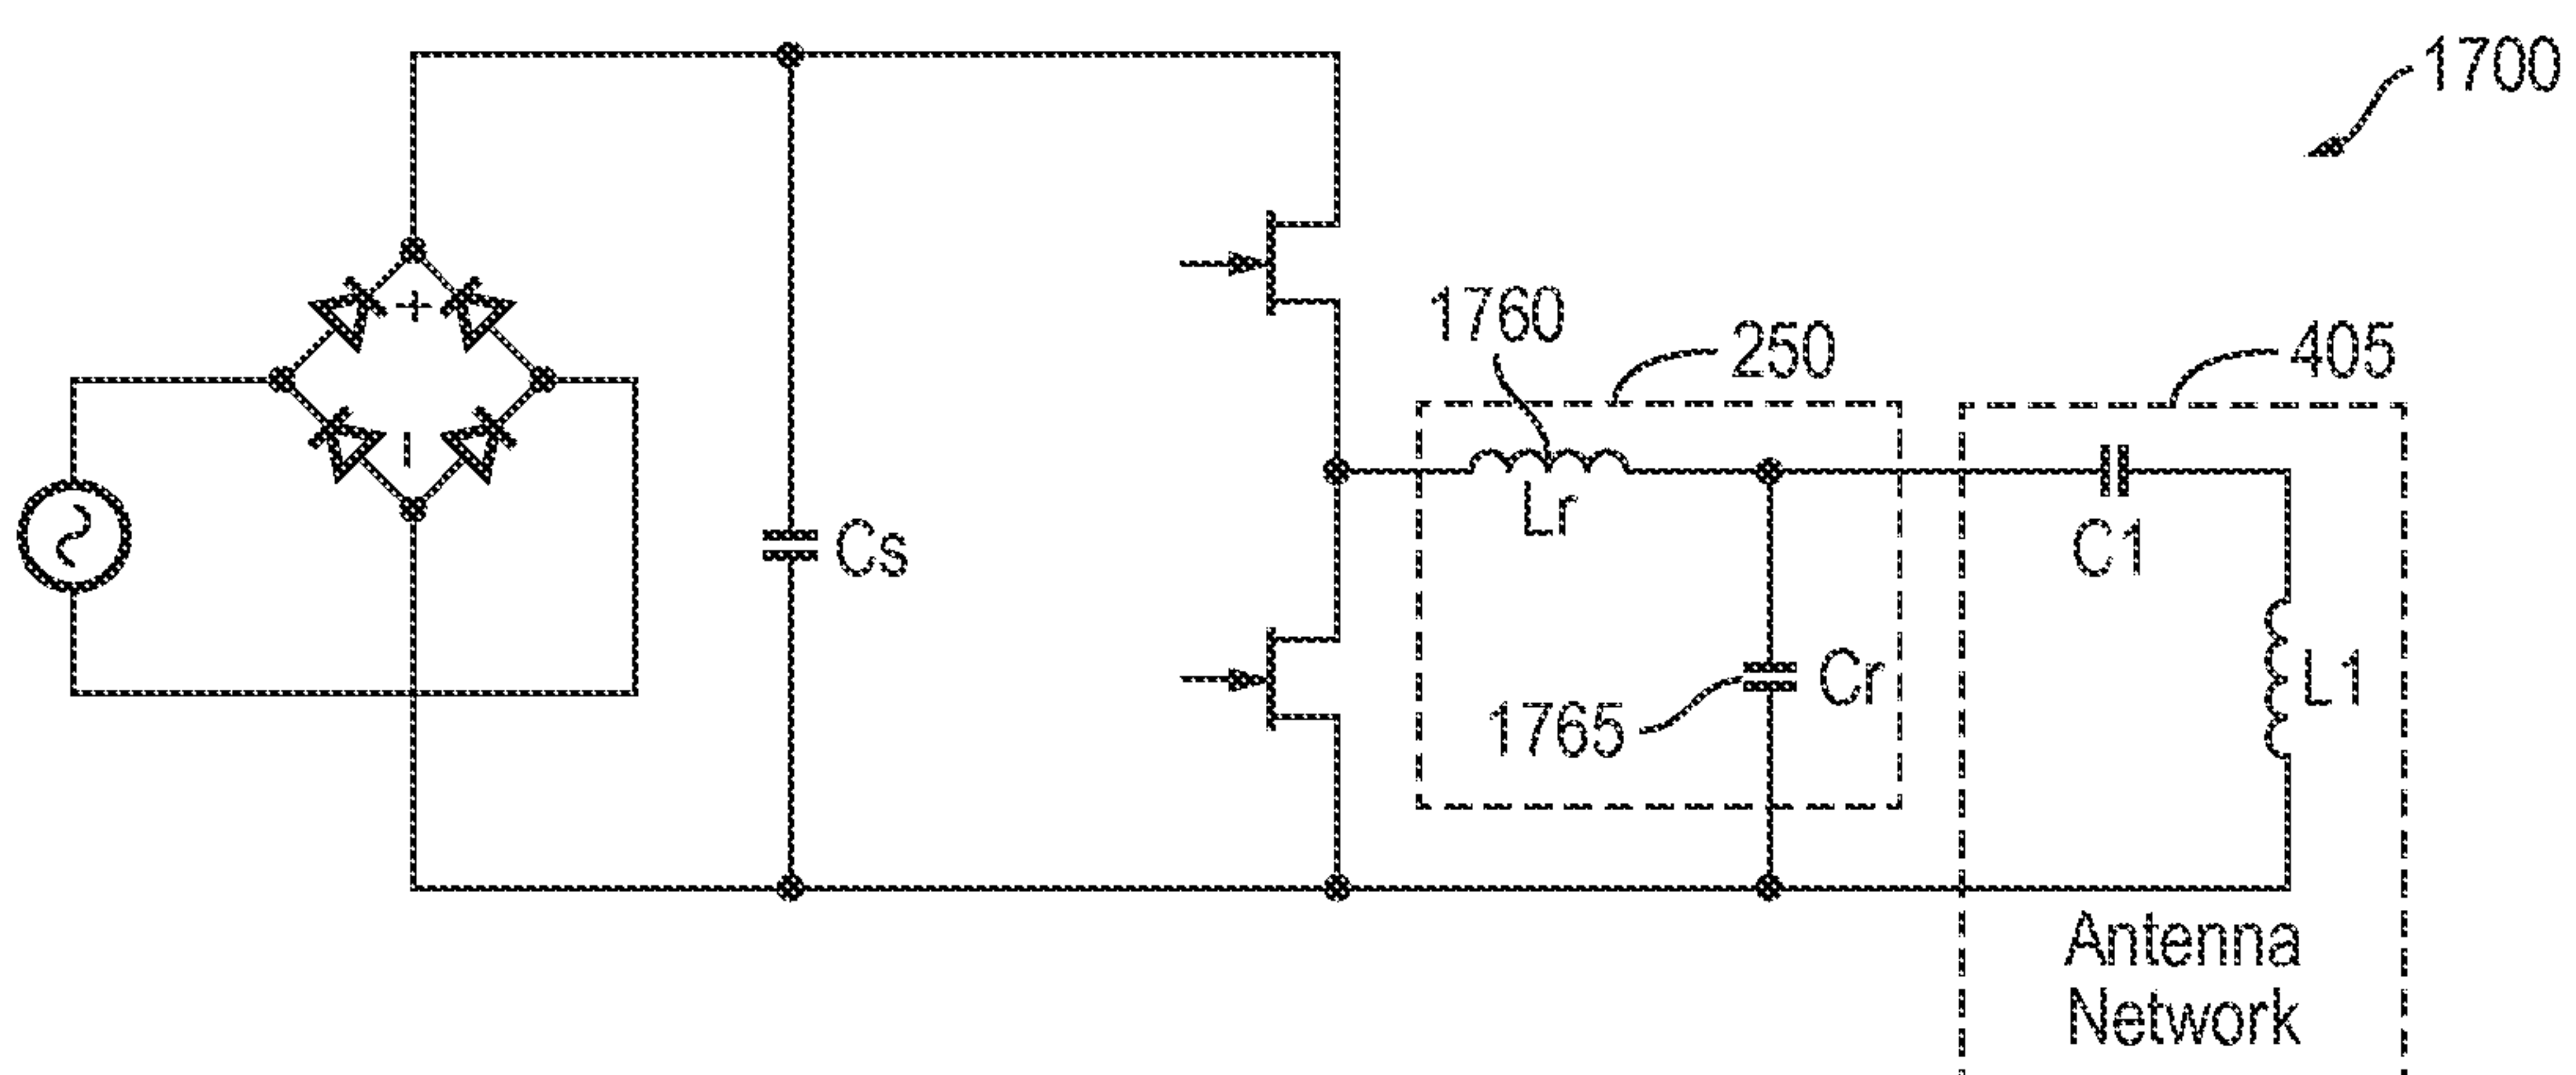 1700
+
1760
250
405
−
Lr
Cs
C1
1765
Cr
L1
Antenna
Network